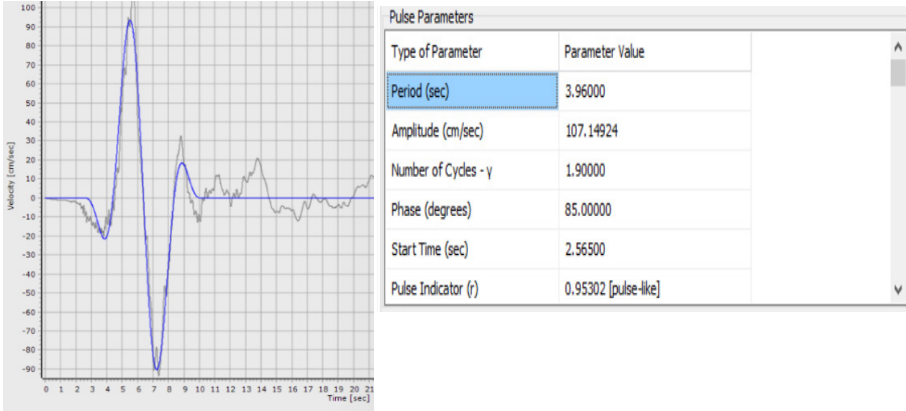 100
90
80
70
60
50
40
30
20
10
0
-10
-20
-30
-40
-50
-60
-70
-80
-90
Velocity [cm/sec]
0 1 2 3 4 5 6 7 8 9 10 11 12 13 14 15 16 17 18 19 20 21
Time [sec]
Pulse Parameters
Type of Parameter Parameter Value
Period (sec) 3.96000
Amplitude (cm/sec) 107.14924
Number of Cycles - γ 1.90000
Phase (degrees) 85.00000
Start Time (sec) 2.56500
Pulse Indicator (r) 0.95302 [pulse-like]